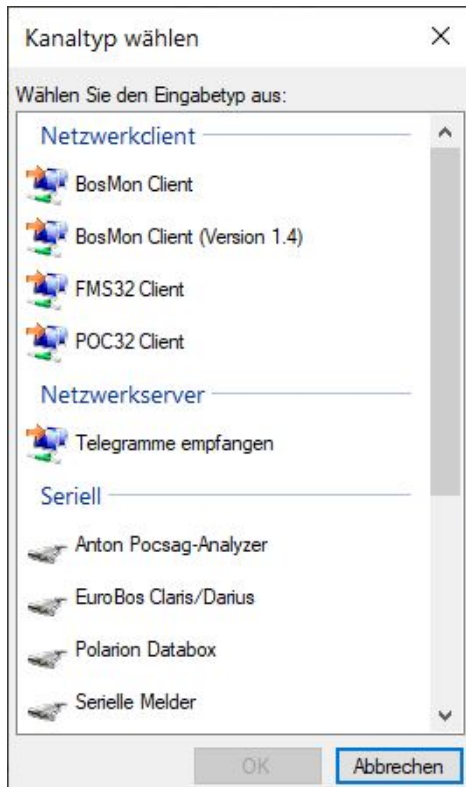 Kanaltyp wählen
Wählen Sie den Eingabetyp aus:
Netzwerkclient
BosMon Client
BosMon Client (Version 1.4)
FMS32 Client
POC32 Client
Netzwerkserver
Telegramme empfangen
Seriell
Anton Pocsag-Analyzer
EuroBos Claris/Darius
Polarion Databox
Serielle Melder
OK
Abbrechen